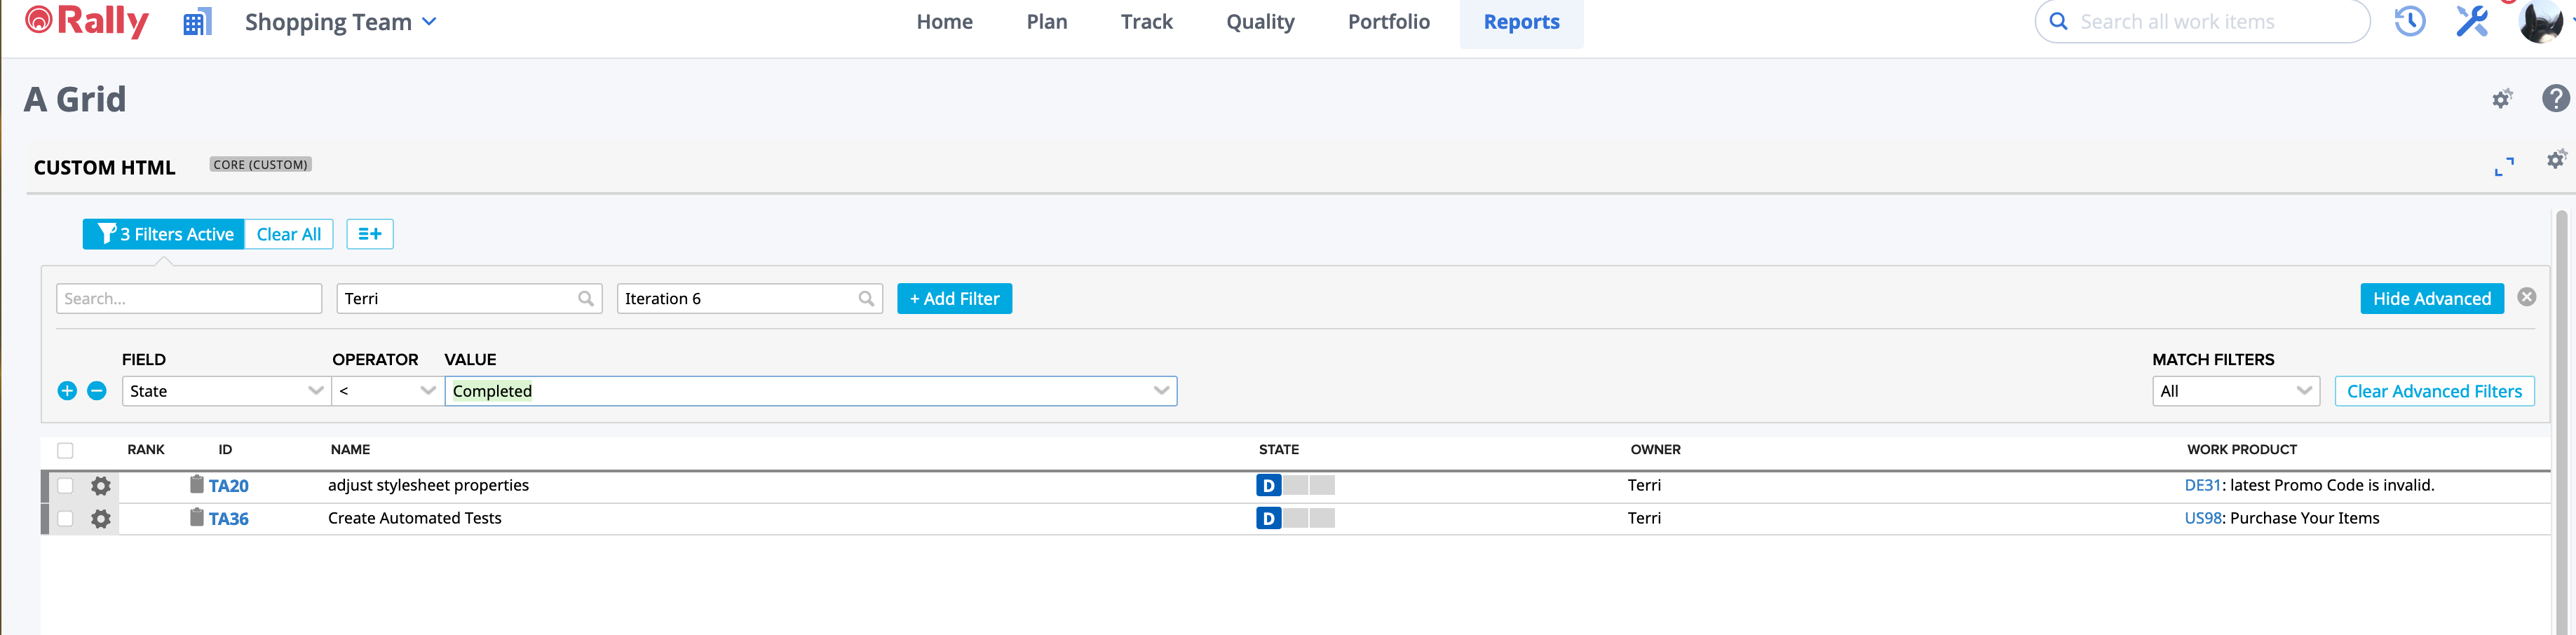 Rally Shopping Team Home Plan Track Quality Portfolio Reports Search all work items
A Grid
CUSTOM HTML CORE (CUSTOM)
3 Filters Active Clear All
Search... Terri Iteration 6 + Add Filter Hide Advanced
FIELD OPERATOR VALUE MATCH FILTERS
State < Completed All Clear Advanced Filters
RANK ID NAME STATE OWNER WORK PRODUCT
TA20 adjust stylesheet properties D Terri DE31: latest Promo Code is invalid.
TA36 Create Automated Tests D Terri US98: Purchase Your Items